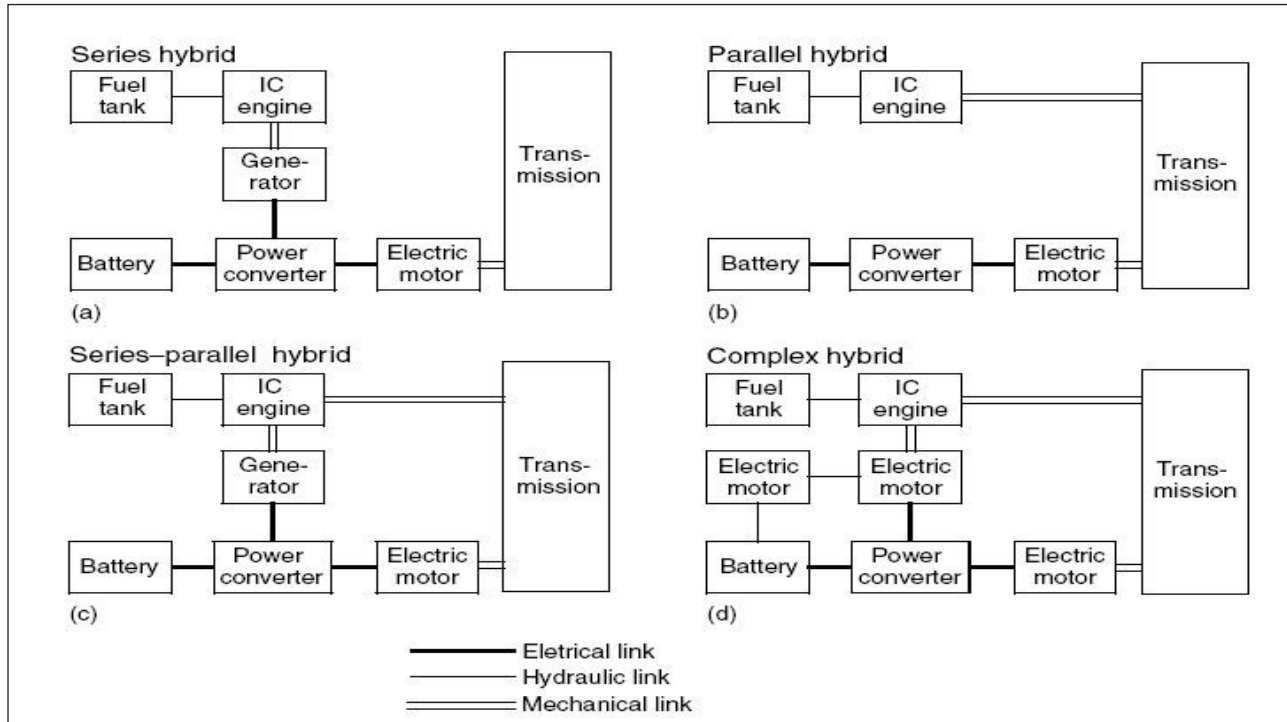 Series hybrid
Fuel
tank
IC
engine
Gene-
rator
Battery
Power
converter
Electric
motor
Trans-
mission
(a)
Parallel hybrid
Fuel
tank
IC
engine
Battery
Power
converter
Electric
motor
Trans-
mission
(b)
Series–parallel hybrid
Fuel
tank
IC
engine
Gene-
rator
Battery
Power
converter
Electric
motor
Trans-
mission
(c)
Complex hybrid
Fuel
tank
IC
engine
Electric
motor
Electric
motor
Battery
Power
converter
Electric
motor
Trans-
mission
(d)
Eletrical link
Hydraulic link
Mechanical link